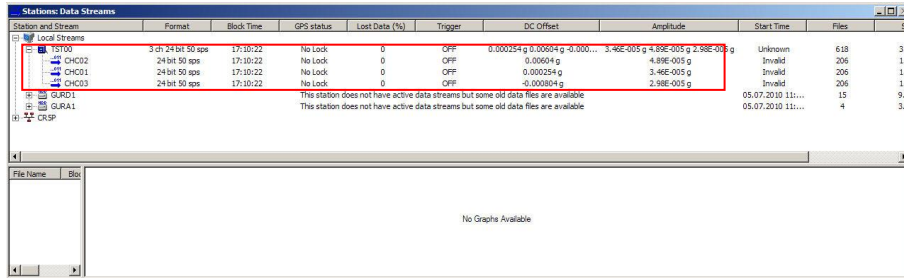 Stations: Data Streams
Station and Stream Format Block Time GPS status Lost Data (%) Trigger DC Offset Amplitude Start Time Files S
Local Streams
TST00 3 ch 24 bit 50 sps 17:10:22 No Lock 0 OFF 0.000254 g 0.00604 g -0.000... 3.46E-005 g 4.89E-005 g 2.98E-005 g Unknown 618 3
CHC02 24 bit 50 sps 17:10:22 No Lock 0 OFF 0.00604 g 4.89E-005 g Invalid 206 1
CHC01 24 bit 50 sps 17:10:22 No Lock 0 OFF 0.000254 g 3.46E-005 g Invalid 206 1
CHC03 24 bit 50 sps 17:10:22 No Lock 0 OFF -0.000804 g 2.98E-005 g Invalid 206 1
GURD1 This station does not have active data streams but some old data files are available 05.07.2010 11:... 15 9.
GURA1 This station does not have active data streams but some old data files are available 05.07.2010 11:... 4 3.
CRSP
File Name Bloc
No Graphs Available